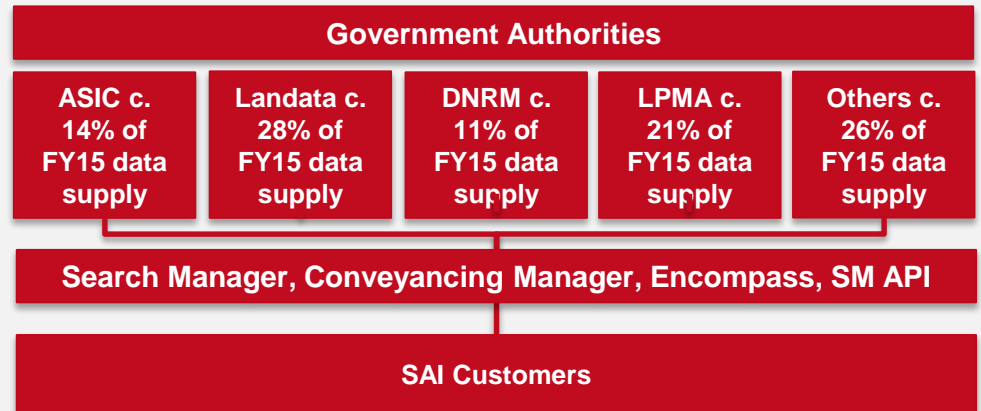 Government Authorities
ASIC c.
14% of
FY15 data
supply
Landata c.
28% of
FY15 data
supply
DNRM c.
11% of
FY15 data
supply
LPMA c.
21% of
FY15 data
supply
Others c.
26% of
FY15 data
supply
Search Manager, Conveyancing Manager, Encompass, SM API
SAI Customers